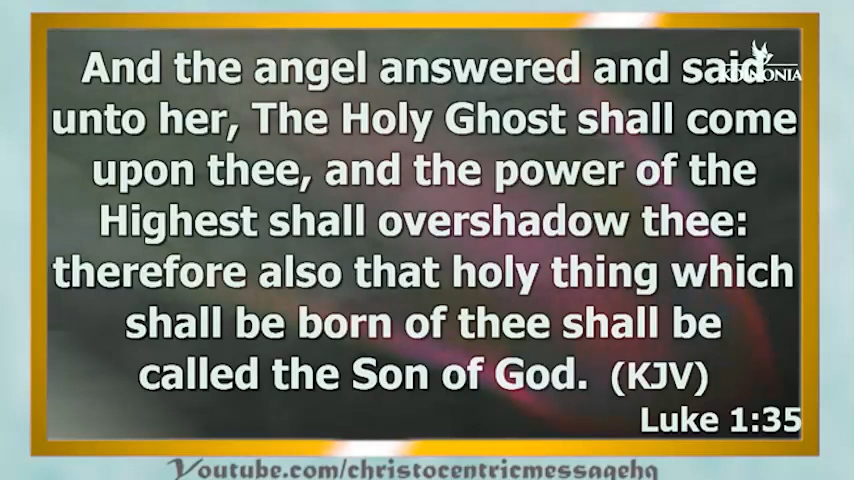 And the angel answered and said
unto her, The Holy Ghost shall come
upon thee, and the power of the
Highest shall overshadow thee:
therefore also that holy thing which
shall be born of thee shall be
called the Son of God. (KJV)
Luke 1:35
KOINONIA
Youtube.com/christocentricmessagehq